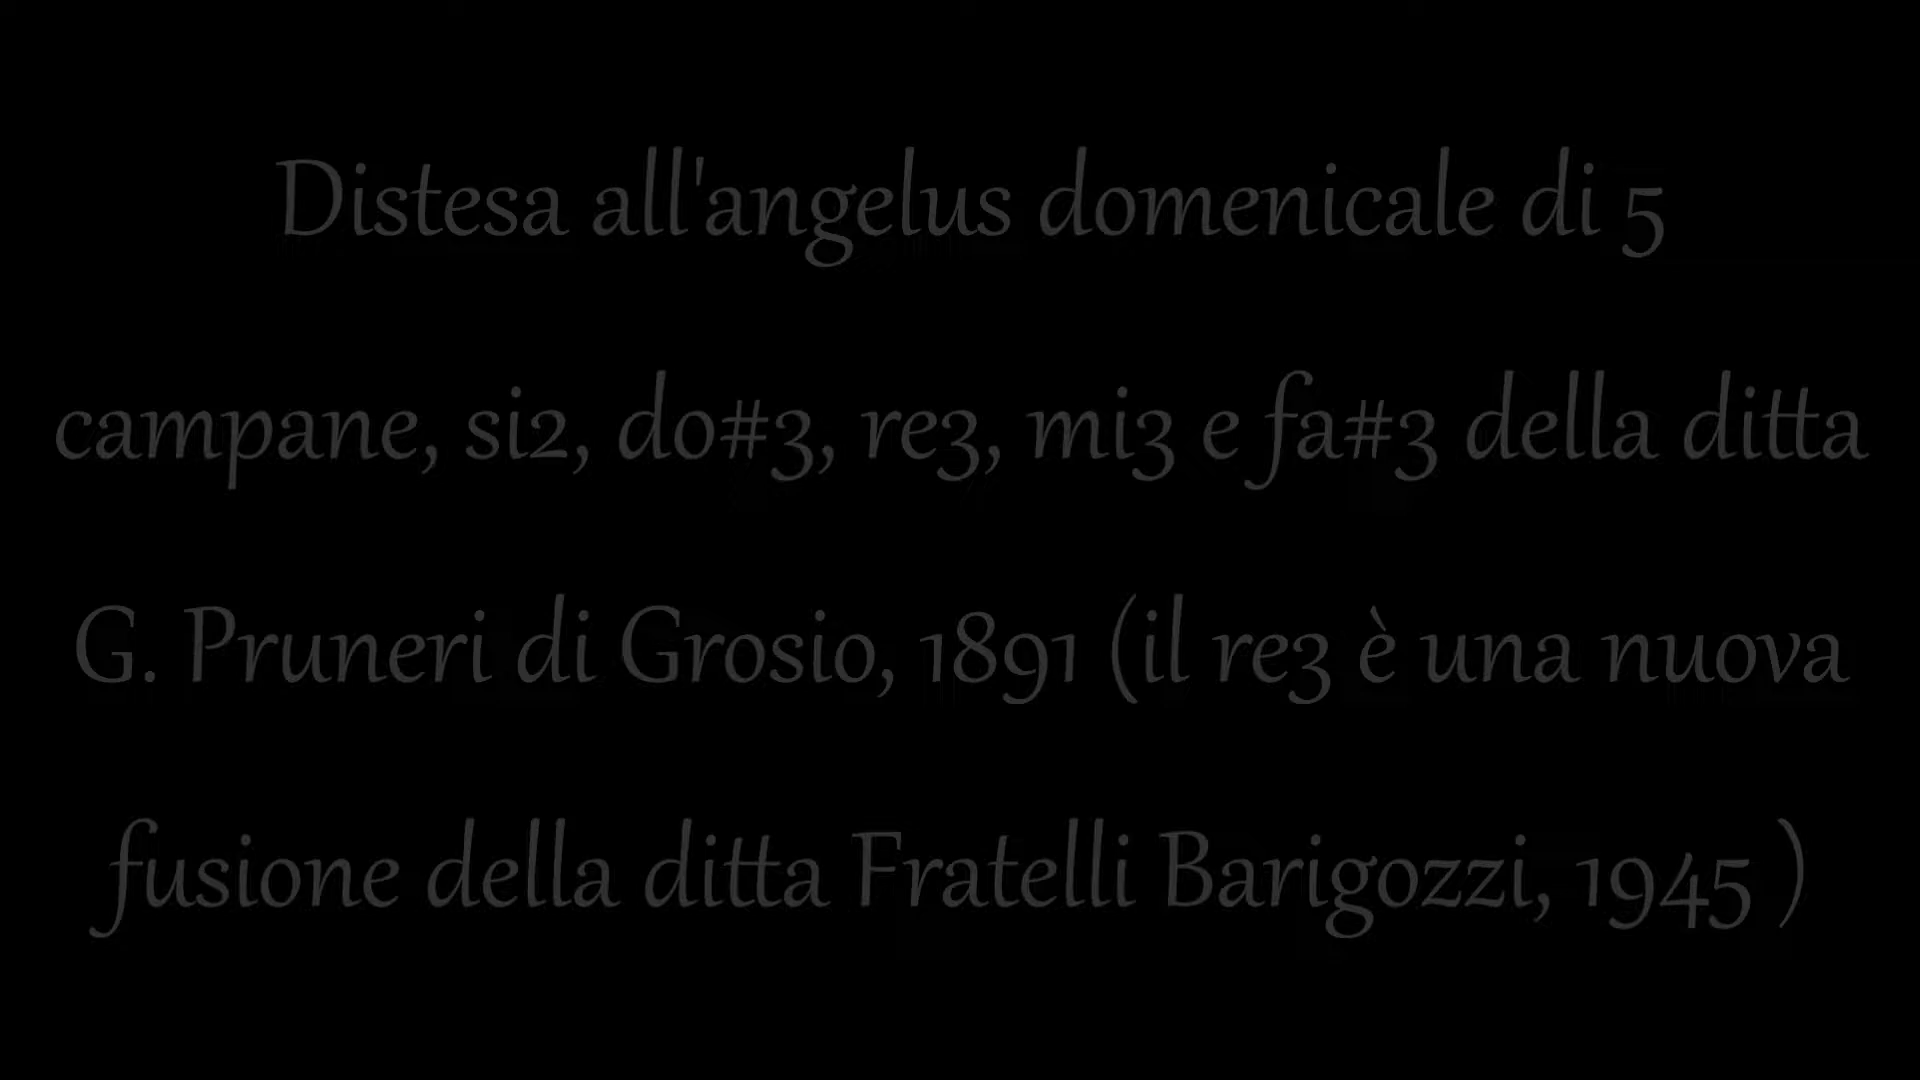 Distesa all'angelus domenicale di 5
campane, si2, do#3, re3, mi3 e fa#3 della ditta
G. Pruneri di Grosio, 1891 (il re3 è una nuova
fusione della ditta Fratelli Barigozzi, 1945 )